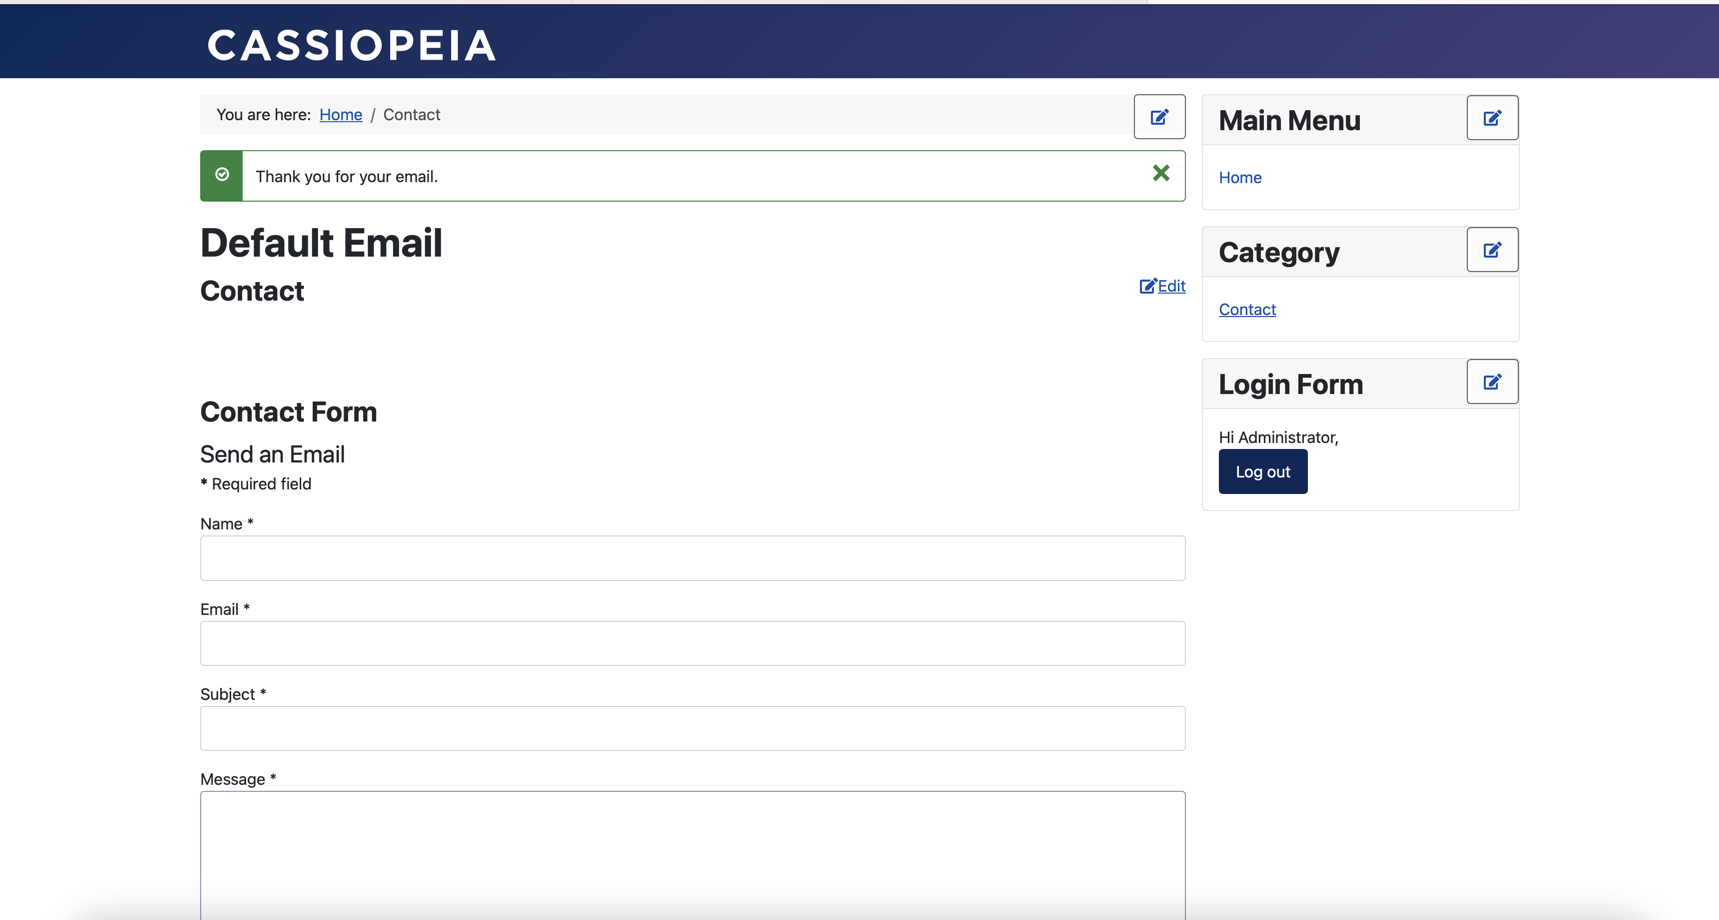 CASSIOPEIA
You are here: Home / Contact
Thank you for your email.
Default Email
Contact
Edit
Contact Form
Send an Email
* Required field
Name *
Email *
Subject *
Message *
Main Menu
Home
Category
Contact
Login Form
Hi Administrator,
Log out